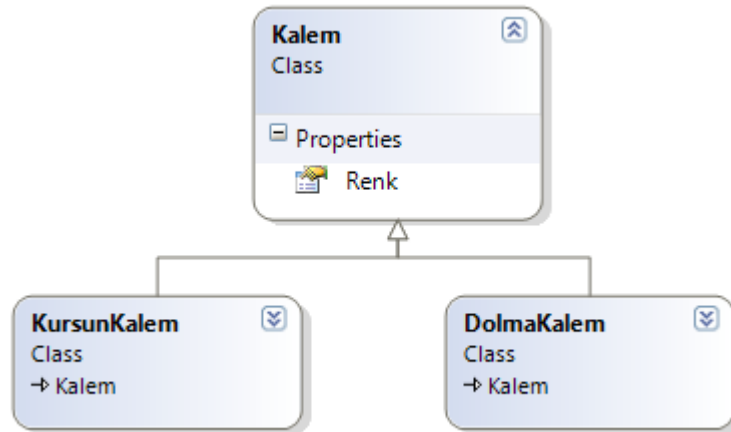 Kalem
Class
Properties
Renk
KursunKalem
Class
Kalem
DolmaKalem
Class
Kalem